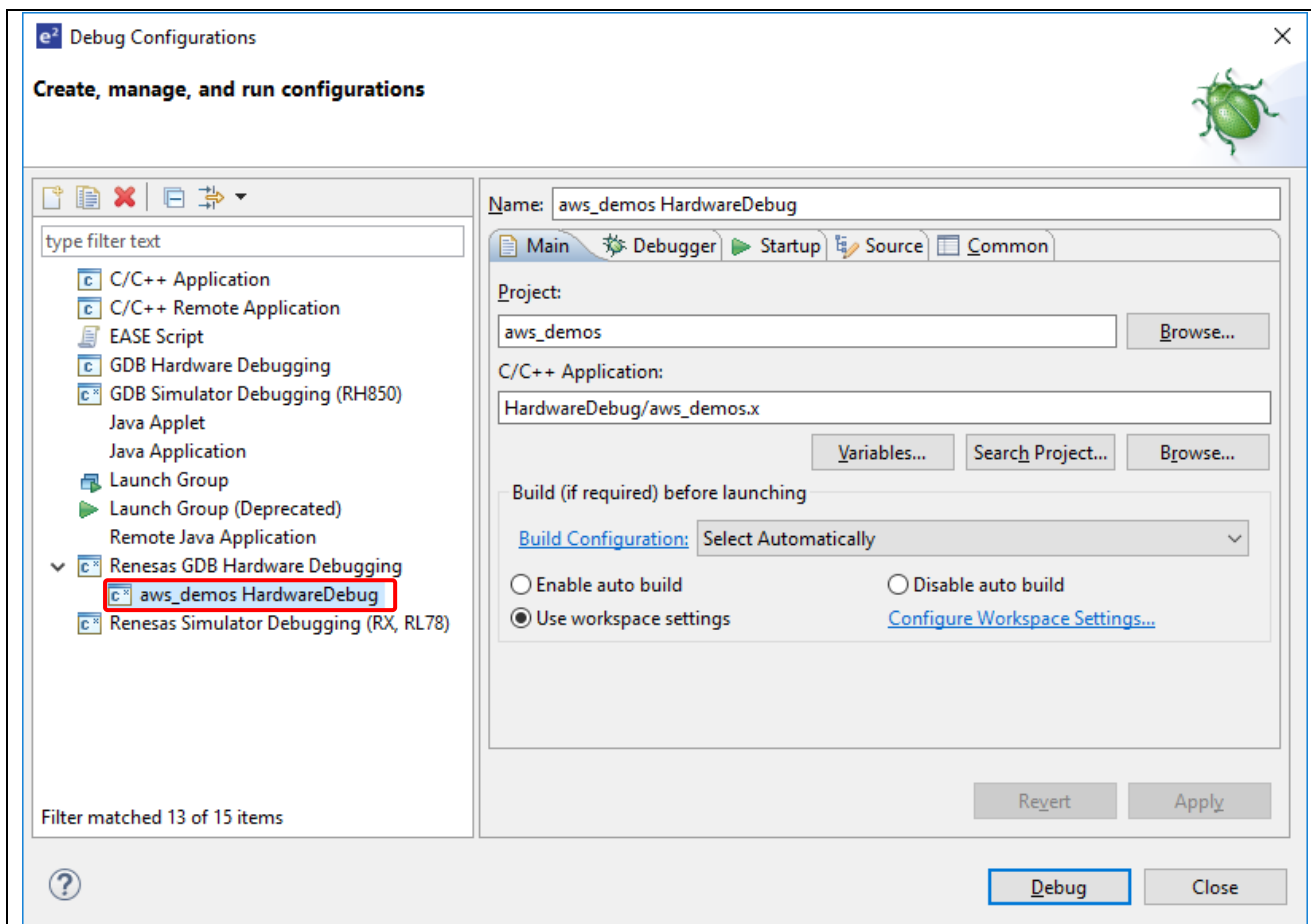 e² Debug Configurations
Create, manage, and run configurations
type filter text
C/C++ Application
C/C++ Remote Application
EASE Script
GDB Hardware Debugging
GDB Simulator Debugging (RH850)
Java Applet
Java Application
Launch Group
Launch Group (Deprecated)
Remote Java Application
Renesas GDB Hardware Debugging
aws_demos HardwareDebug
Renesas Simulator Debugging (RX, RL78)
Filter matched 13 of 15 items
Name: aws_demos HardwareDebug
Main Debugger Startup Source Common
Project:
aws_demos Browse...
C/C++ Application:
HardwareDebug/aws_demos.x
Variables... Search Project... Browse...
Build (if required) before launching
Build Configuration: Select Automatically
Enable auto build Disable auto build
Use workspace settings Configure Workspace Settings...
Revert Apply
? Debug Close